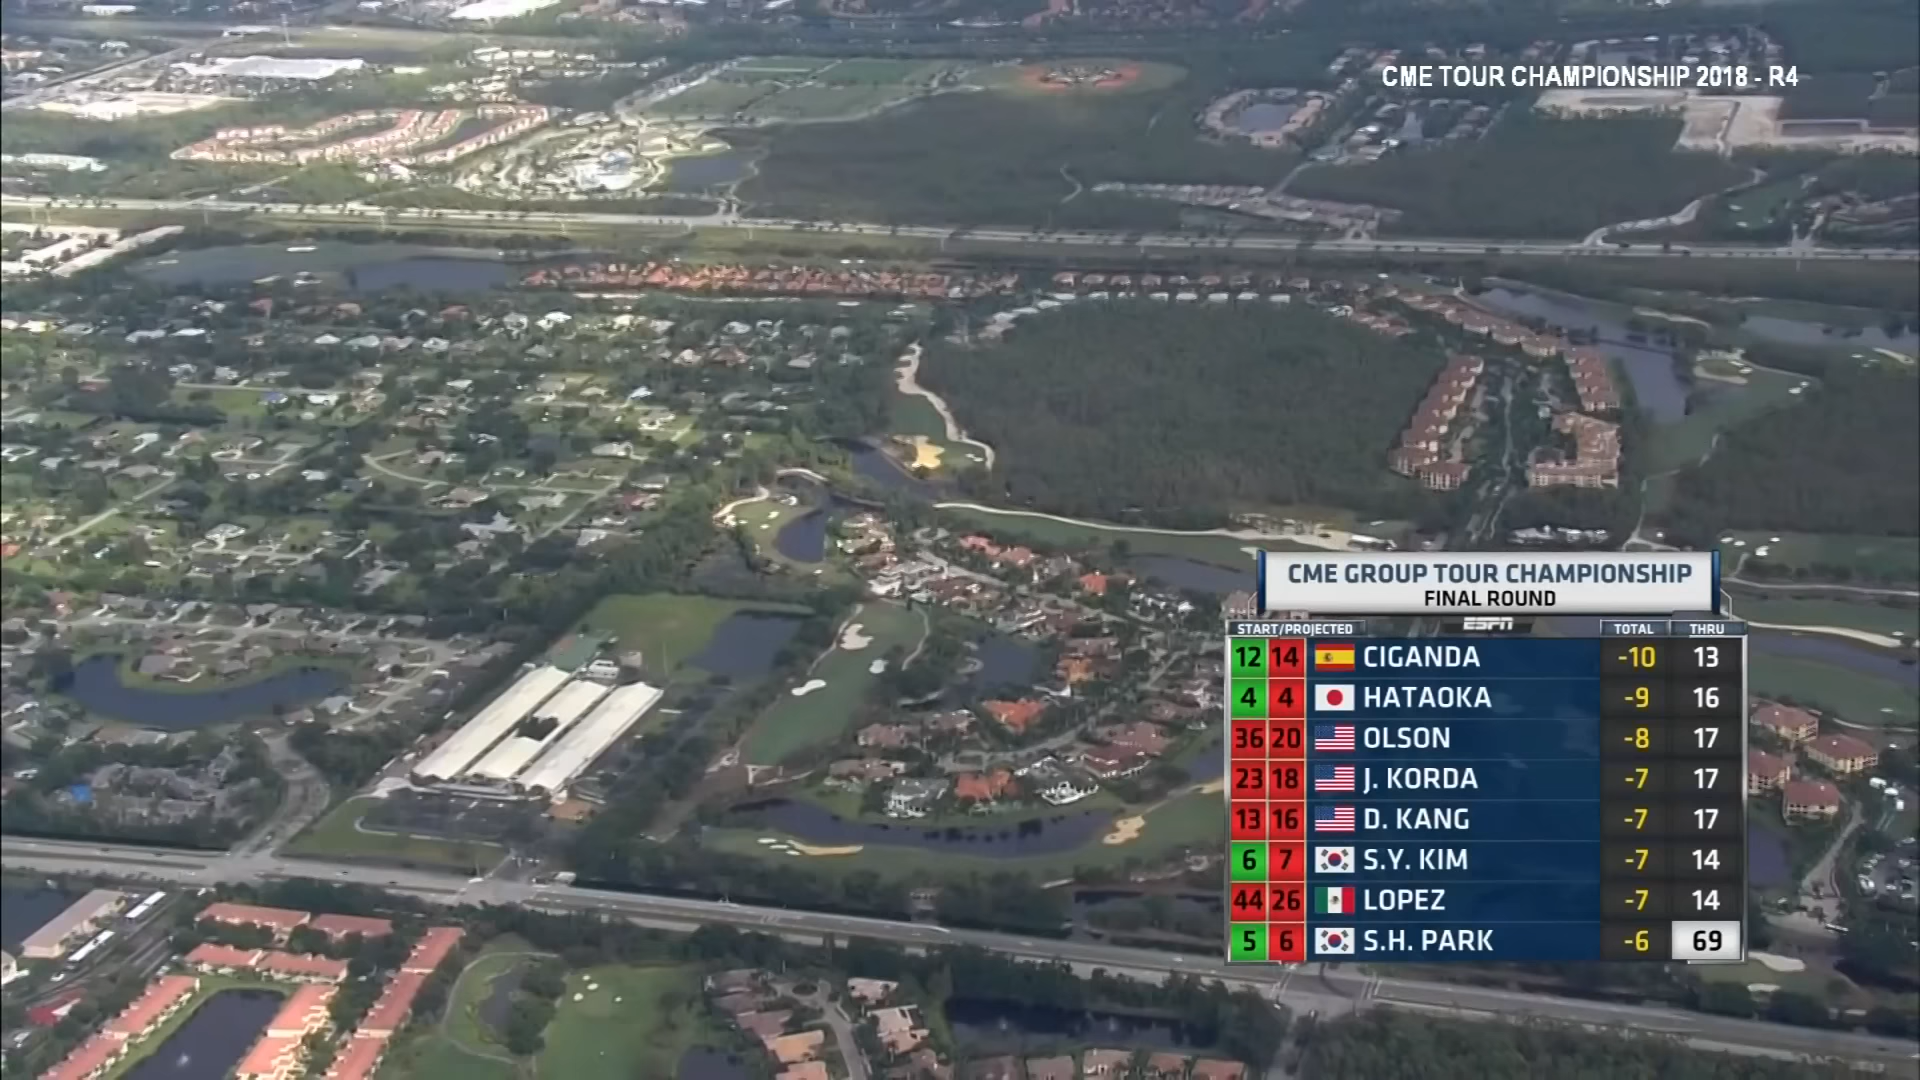 CME TOUR CHAMPIONSHIP 2018 - R4
CME GROUP TOUR CHAMPIONSHIP
FINAL ROUND
START/PROJECTED ESPN TOTAL THRU
12 14 CIGANDA -10 13
4 4 HATAOKA -9 16
36 20 OLSON -8 17
23 18 J. KORDA -7 17
13 16 D. KANG -7 17
6 7 S.Y. KIM -7 14
44 26 LOPEZ -7 14
5 6 S.H. PARK -6 69